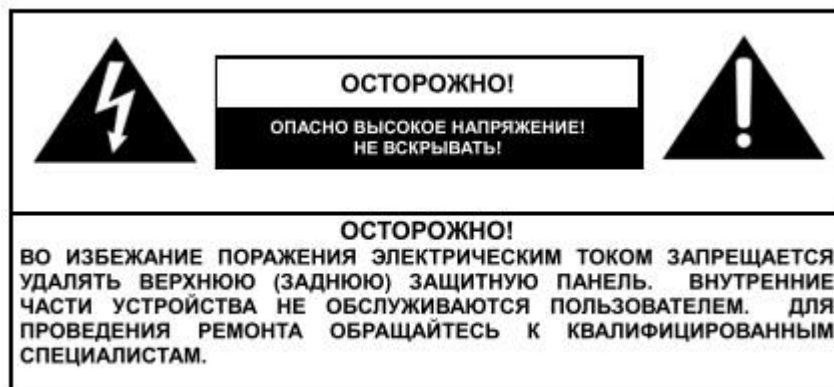 ОСТОРОЖНО!
ОПАСНО ВЫСОКОЕ НАПРЯЖЕНИЕ!
НЕ ВСКРЫВАТЬ!
ОСТОРОЖНО!
ВО ИЗБЕЖАНИЕ ПОРАЖЕНИЯ ЭЛЕКТРИЧЕСКИМ ТОКОМ ЗАПРЕЩАЕТСЯ
УДАЛЯТЬ ВЕРХНЮЮ (ЗАДНЮЮ) ЗАЩИТНУЮ ПАНЕЛЬ. ВНУТРЕННИЕ
ЧАСТИ УСТРОЙСТВА НЕ ОБСЛУЖИВАЮТСЯ ПОЛЬЗОВАТЕЛЕМ. ДЛЯ
ПРОВЕДЕНИЯ РЕМОНТА ОБРАЩАЙТЕСЬ К КВАЛИФИЦИРОВАННЫМ
СПЕЦИАЛИСТАМ.